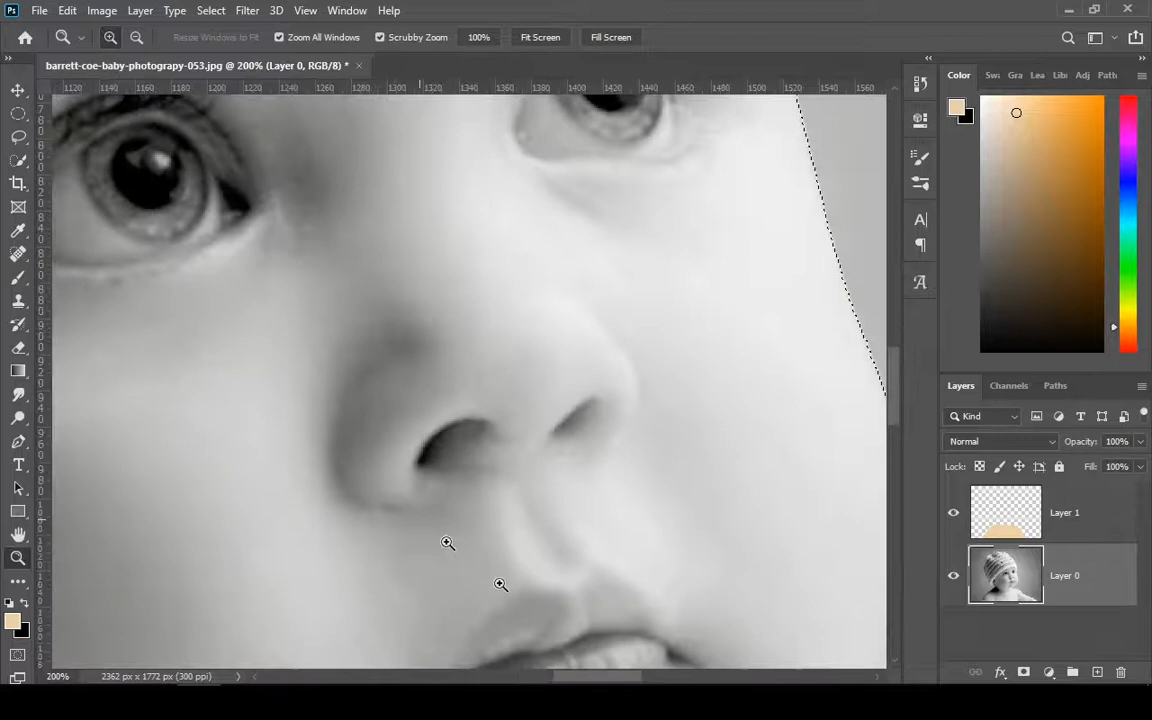 Ps File Edit Image Layer Type Select Filter 3D View Window Help
Resize Windows to Fit Zoom All Windows Scrubby Zoom 100% Fit Screen Fill Screen
barrett-coe-baby-photograpy-053.jpg @ 200% (Layer 0, RGB/8) *
Color Sw: Gra Lea Lib Adj Path
1120 1140 1160 1180 1200 1220 1240 1260 1280 1300 1320 1340 1360 1380 1400 1420 1440 1460 1480 1500 1520 1540 1560
Layers Channels Paths
Kind
Normal Opacity: 100%
Lock: Fill: 100%
Layer 1
Layer 0
200% 2362 px x 1772 px (300 ppi)